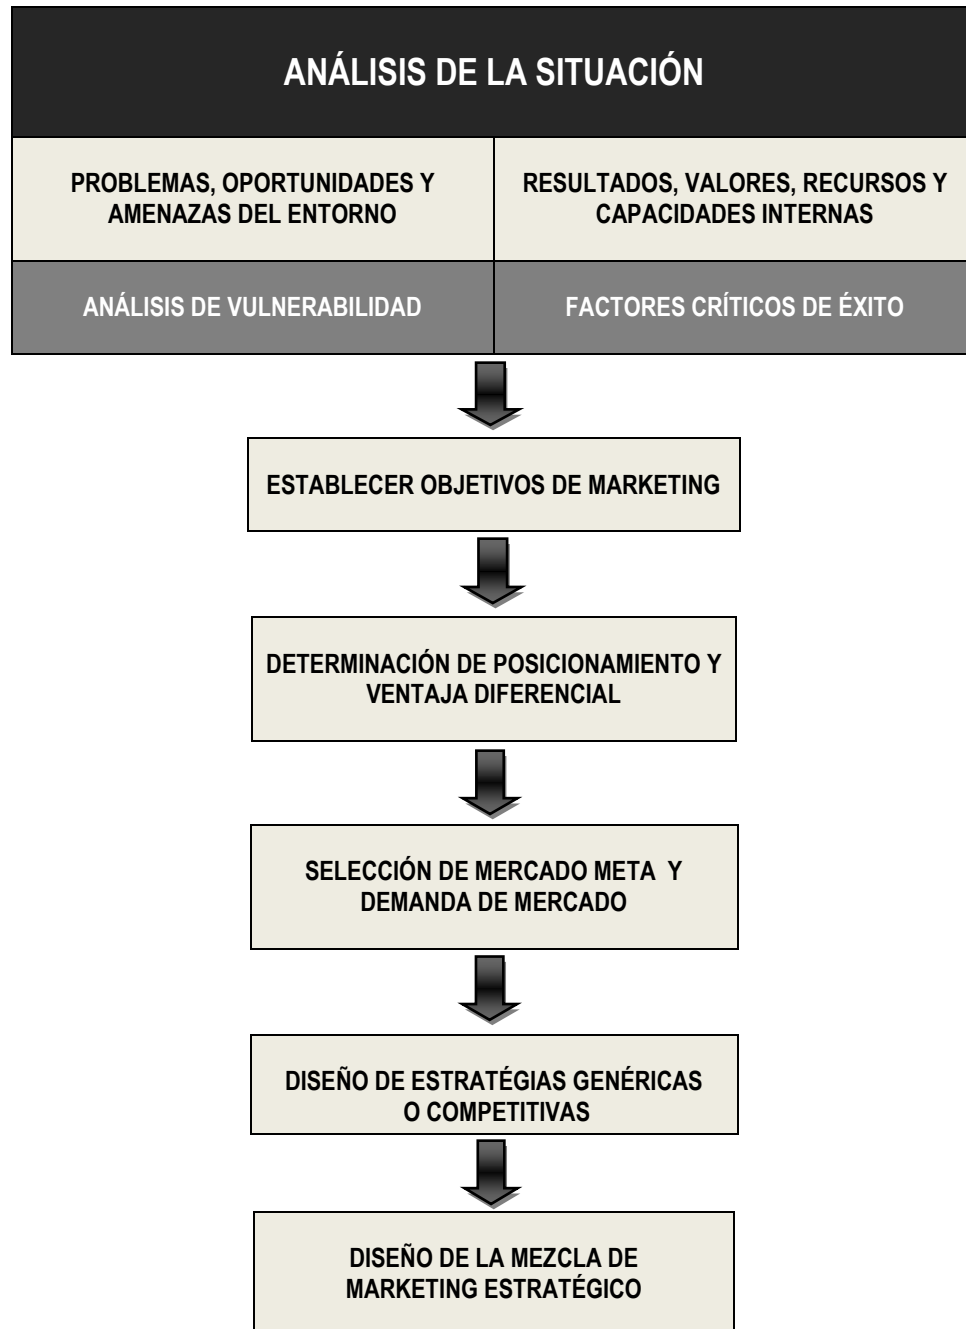 ANÁLISIS DE LA SITUACIÓN
PROBLEMAS, OPORTUNIDADES Y
AMENAZAS DEL ENTORNO
RESULTADOS, VALORES, RECURSOS Y
CAPACIDADES INTERNAS
ANÁLISIS DE VULNERABILIDAD
FACTORES CRÍTICOS DE ÉXITO
ESTABLECER OBJETIVOS DE MARKETING
DETERMINACIÓN DE POSICIONAMIENTO Y
VENTAJA DIFERENCIAL
SELECCIÓN DE MERCADO META Y
DEMANDA DE MERCADO
DISEÑO DE ESTRATÉGIAS GENÉRICAS
O COMPETITIVAS
DISEÑO DE LA MEZCLA DE
MARKETING ESTRATÉGICO